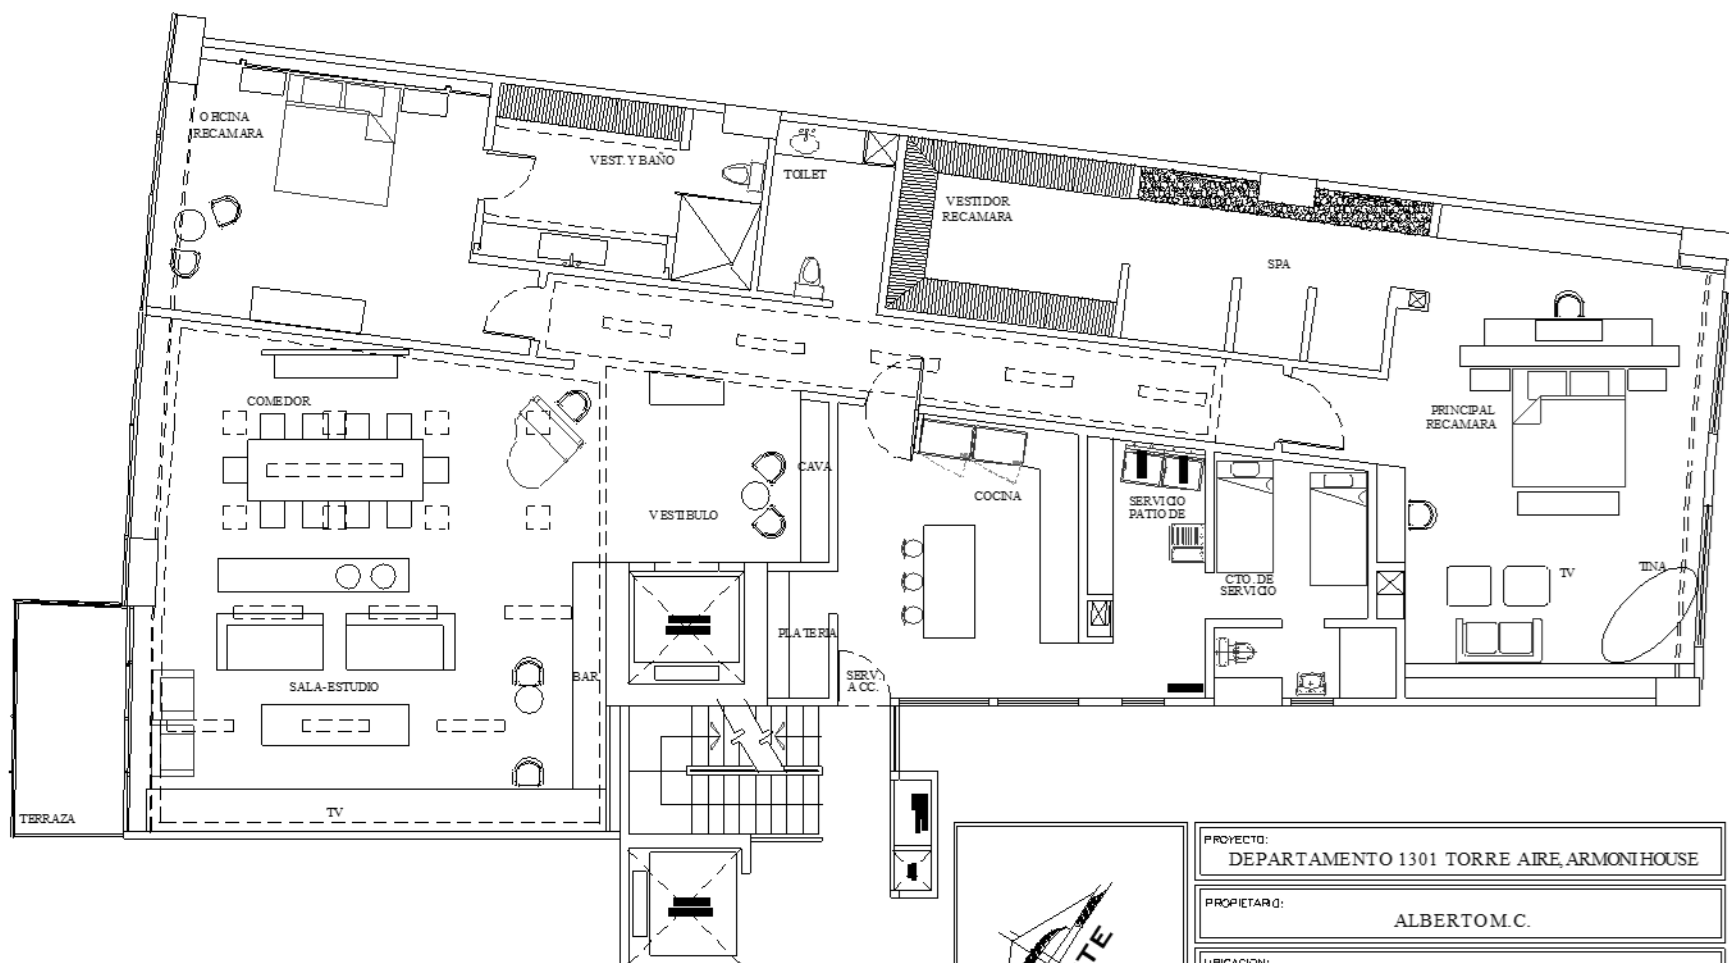 OFICINA
RECAMARA
VEST. Y BAÑO
TOILET
VESTIDOR
RECAMARA
SPA
COMEDOR
CAVA
VESTIBULO
COCINA
SERVICIO
PATIO DE
PRINCIPAL
RECAMARA
CTO. DE
SERVICIO
TV
TINA
PLATERIA
SERV.
ACC.
BAR
SALA-ESTUDIO
TV
TERRAZA
PROYECTO:
DEPARTAMENTO 1301 TORRE AIRE, ARMONI HOUSE
PROPIETARIO:
ALBERTO M.C.
UBICACION: